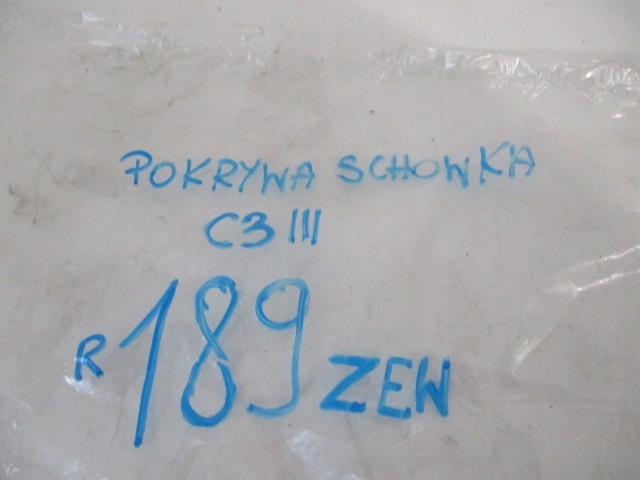 POKRYWA SCHOWKA
C3 III
R 189 ZEW